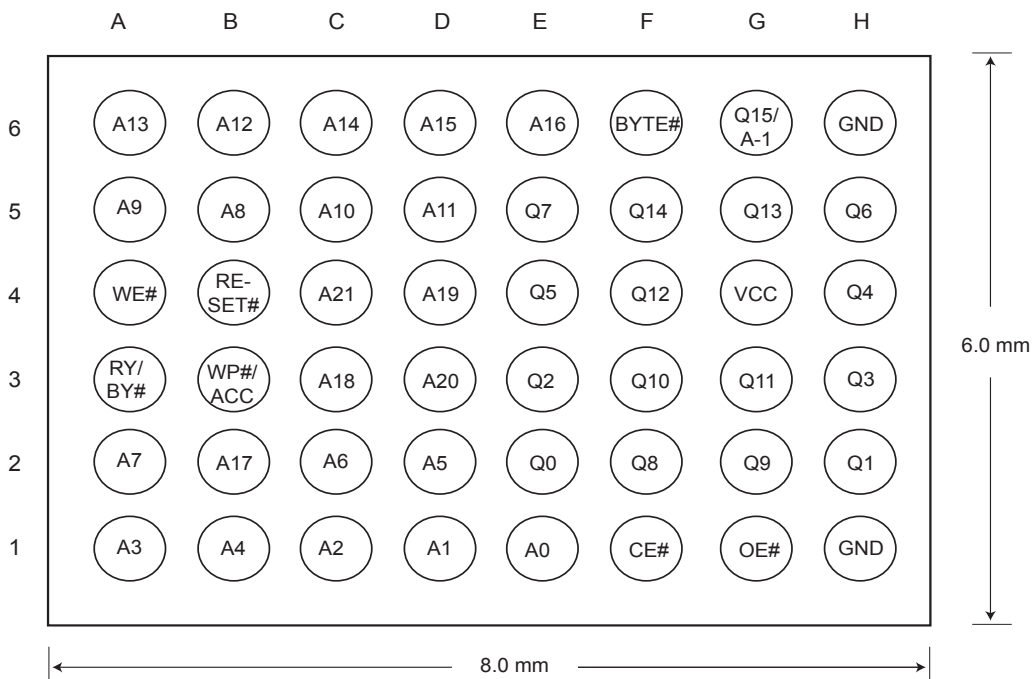 A B C D E F G H
6 A13 A12 A14 A15 A16 BYTE# Q15/
A-1 GND
5 A9 A8 A10 A11 Q7 Q14 Q13 Q6
4 WE# RE-
SET# A21 A19 Q5 Q12 VCC Q4
3 RY/
BY# WP#/
ACC A18 A20 Q2 Q10 Q11 Q3
6.0 mm
2 A7 A17 A6 A5 Q0 Q8 Q9 Q1
1 A3 A4 A2 A1 A0 CE# OE# GND
8.0 mm